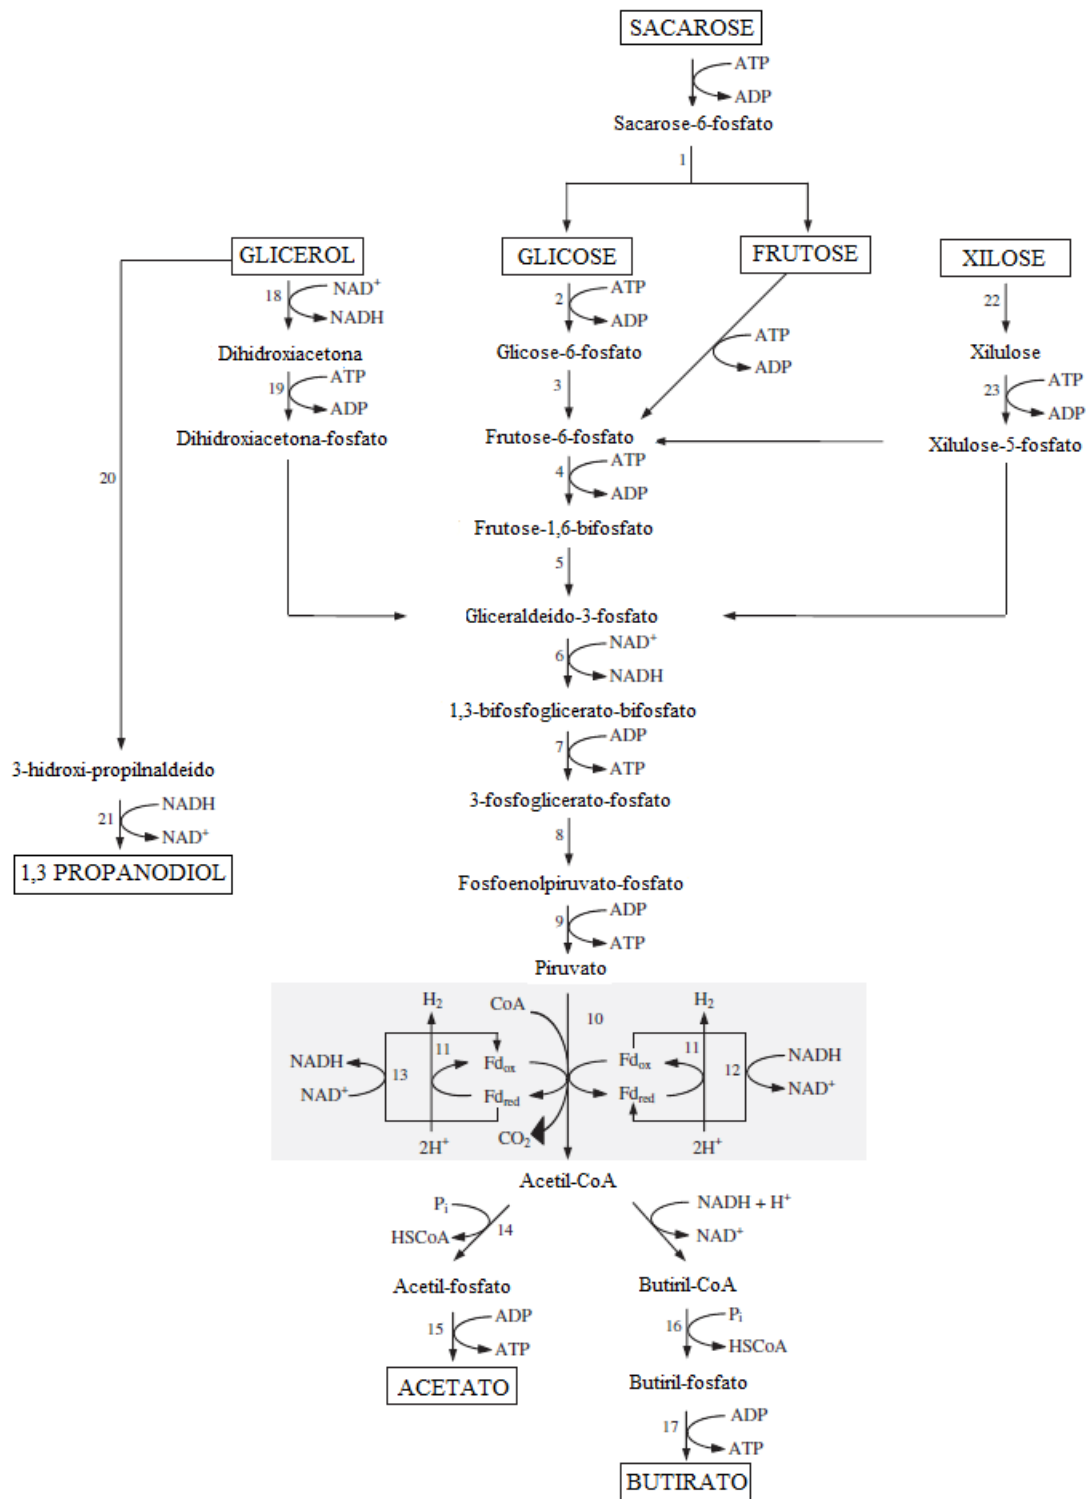 SACAROSE
ATP
ADP
Sacarose-6-fosfato
1
GLICEROL
GLICOSE
FRUTOSE
XILOSE
18
NAD+
NADH
2
ATP
ADP
22
Dihidroxiacetona
Glicose-6-fosfato
ATP
ADP
Xilulose
19
ATP
ADP
3
23
ATP
ADP
Dihidroxiacetona-fosfato
Frutose-6-fosfato
Xilulose-5-fosfato
20
4
ATP
ADP
Frutose-1,6-bifosfato
5
Gliceraldeido-3-fosfato
6
NAD+
NADH
1,3-bifosfoglicerato-bifosfato
7
ADP
ATP
3-hidroxi-propilnaldeido
3-fosfoglicerato-fosfato
21
NADH
NAD+
8
1,3 PROPANODIOL
Fosfoenolpiruvato-fosfato
9
ADP
ATP
Piruvato
H2
CoA
10
H2
NADH
13
11
Fdox
Fdox
11
12
NADH
NAD+
Fdred
Fdred
NAD+
2H+
CO2
2H+
Acetil-CoA
Pi
HSCoA
14
NADH + H+
NAD+
Acetil-fosfato
Butiril-CoA
15
ADP
ATP
16
Pi
HSCoA
ACETATO
Butiril-fosfato
17
ADP
ATP
BUTIRATO